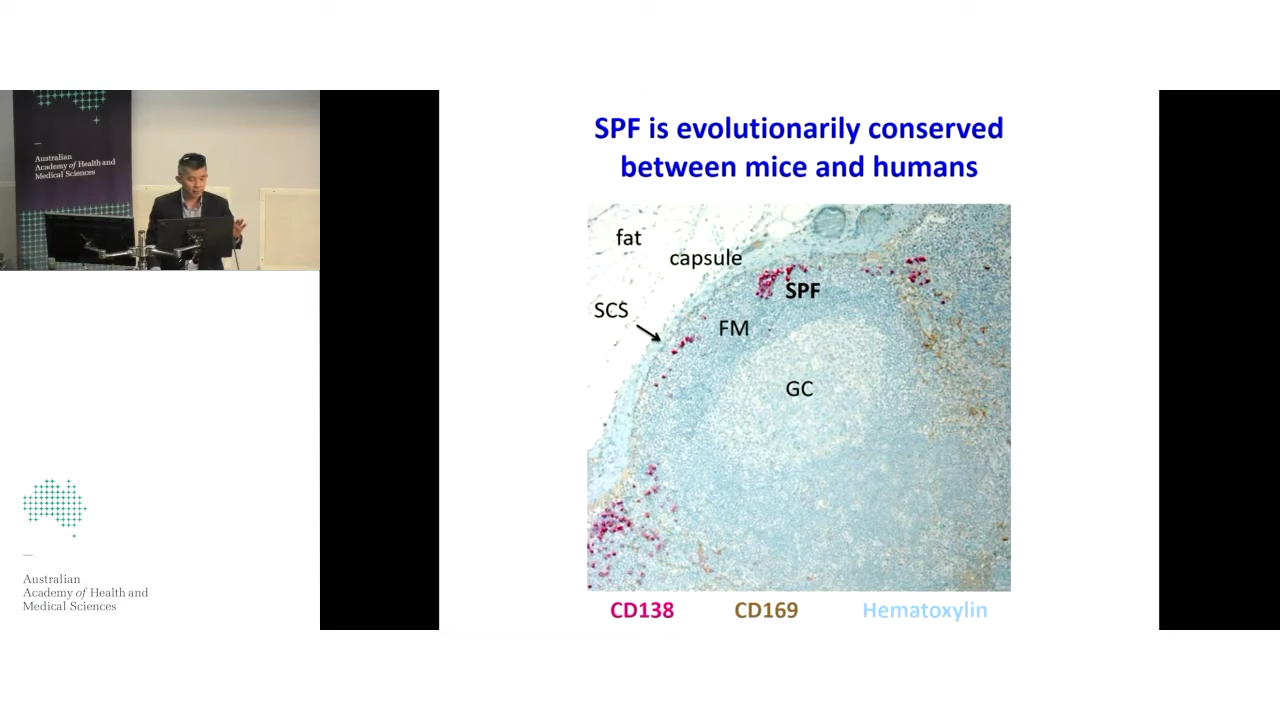 Australian
Academy of Health and
Medical Sciences
SPF is evolutionarily conserved
between mice and humans
fat
capsule
SPF
SCS
FM
GC
CD138
CD169
Hematoxylin
Australian
Academy of Health and
Medical Sciences